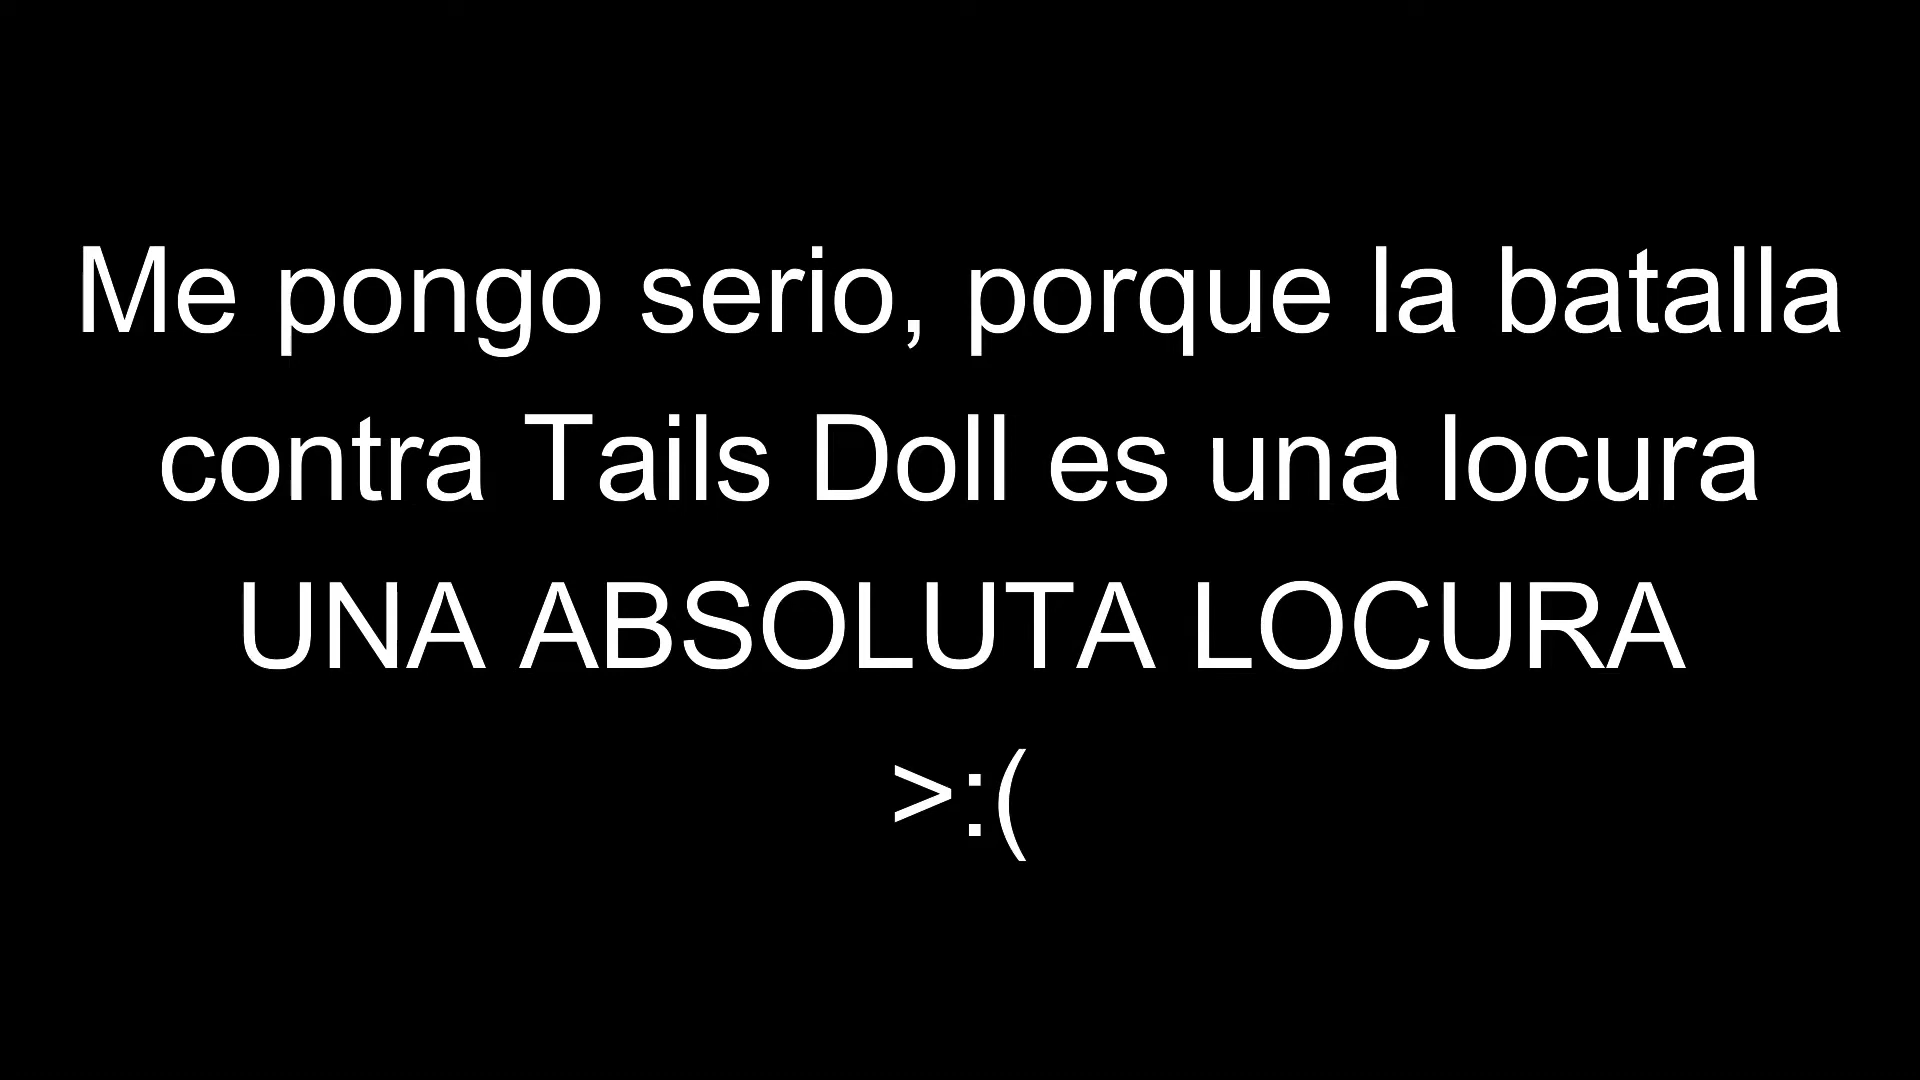 Me pongo serio, porque la batalla
contra Tails Doll es una locura
UNA ABSOLUTA LOCURA
>:(